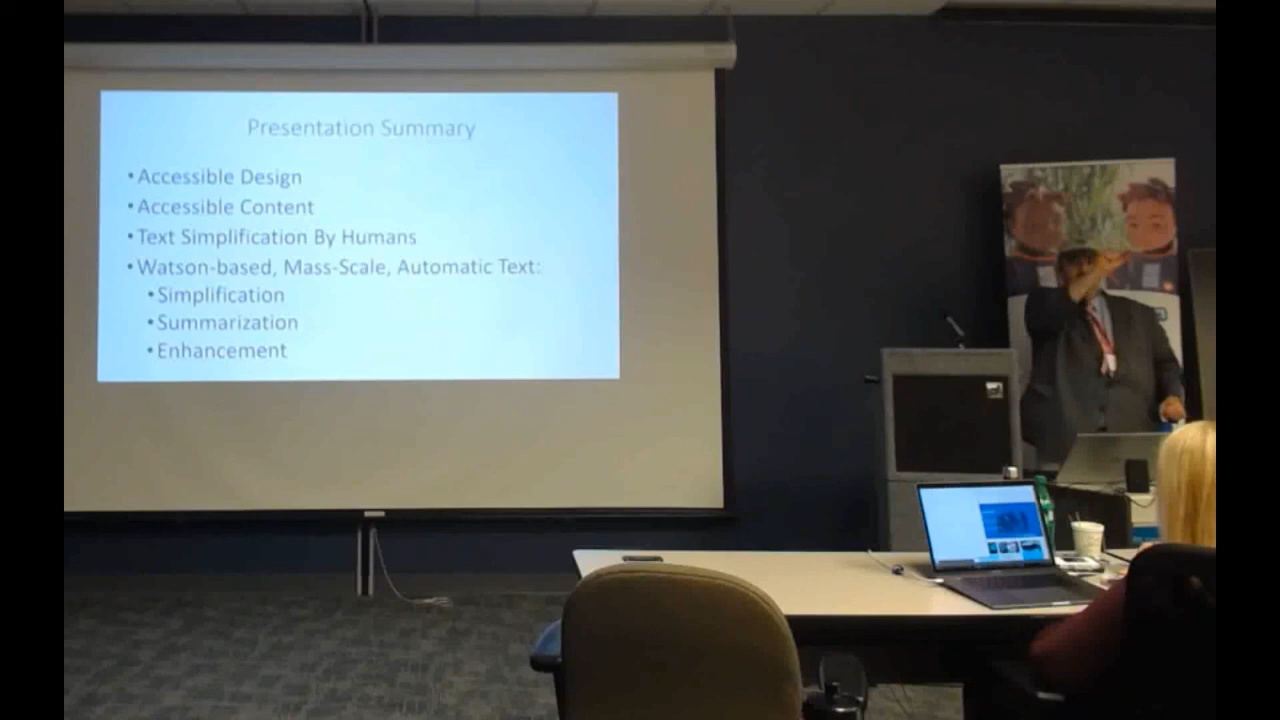 Presentation Summary
•Accessible Design
•Accessible Content
•Text Simplification By Humans
•Watson-based, Mass-Scale, Automatic Text:
•Simplification
•Summarization
•Enhancement